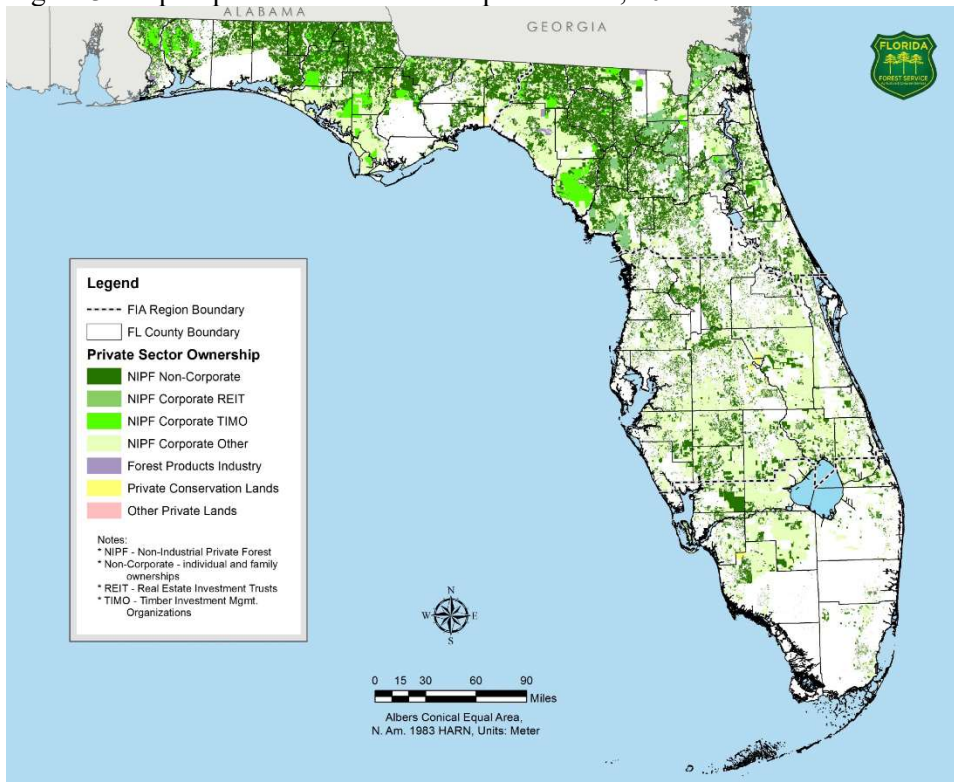 ALABAMA
GEORGIA
FLORIDA
FOREST SERVICE
Legend
FIA Region Boundary
FL County Boundary
Private Sector Ownership
NIPF Non-Corporate
NIPF Corporate REIT
NIPF Corporate TIMO
NIPF Corporate Other
Forest Products Industry
Private Conservation Lands
Other Private Lands
Notes:
* NIPF - Non-Industrial Private Forest
* Non-Corporate - individual and family
ownerships
* REIT - Real Estate Investment Trusts
* TIMO - Timber Investment Mgmt.
Organizations
N
W E
S
0 15 30 60 90
Miles
Albers Conical Equal Area,
N. Am. 1983 HARN, Units: Meter